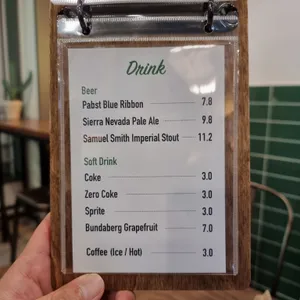 Drink
Beer
Pabst Blue Ribbon 7.8
Sierra Nevada Pale Ale 9.8
Samuel Smith Imperial Stout 11.2
Soft Drink
Coke 3.0
Zero Coke 3.0
Sprite 3.0
Bundaberg Grapefruit 7.0
Coffee (Ice / Hot) 3.0